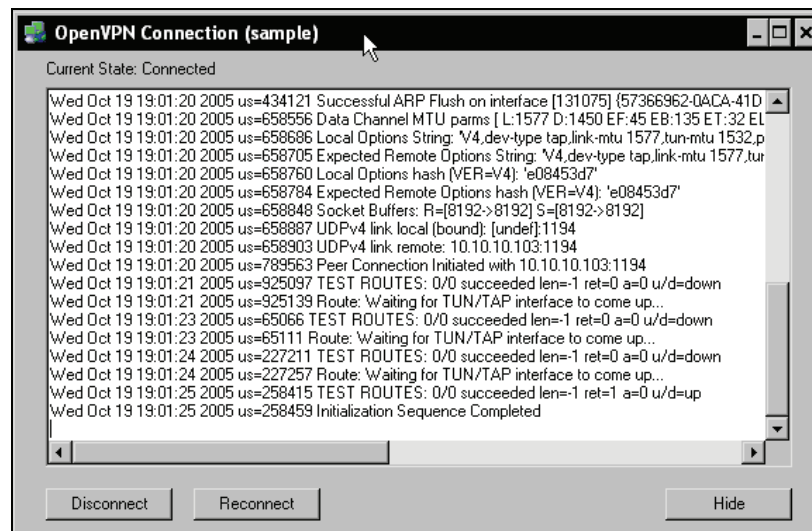 OpenVPN Connection (sample)
Current State: Connected
Wed Oct 19 19:01:20 2005 us=434121 Successful ARP Flush on interface [131075] {57366962-0ACA-41D
Wed Oct 19 19:01:20 2005 us=658556 Data Channel MTU parms [ L:1577 D:1450 EF:45 EB:135 ET:32 EL
Wed Oct 19 19:01:20 2005 us=658686 Local Options String: 'V4,dev-type tap,link-mtu 1577,tun-mtu 1532,p
Wed Oct 19 19:01:20 2005 us=658705 Expected Remote Options String: 'V4,dev-type tap,link-mtu 1577,tur
Wed Oct 19 19:01:20 2005 us=658760 Local Options hash (VER=V4): 'e08453d7'
Wed Oct 19 19:01:20 2005 us=658784 Expected Remote Options hash (VER=V4): 'e08453d7'
Wed Oct 19 19:01:20 2005 us=658848 Socket Buffers: R=[8192->8192] S=[8192->8192]
Wed Oct 19 19:01:20 2005 us=658887 UDPv4 link local (bound): [undef]:1194
Wed Oct 19 19:01:20 2005 us=658903 UDPv4 link remote: 10.10.10.103:1194
Wed Oct 19 19:01:20 2005 us=789563 Peer Connection Initiated with 10.10.10.103:1194
Wed Oct 19 19:01:21 2005 us=925097 TEST ROUTES: 0/0 succeeded len=-1 ret=0 a=0 u/d=down
Wed Oct 19 19:01:21 2005 us=925139 Route: Waiting for TUN/TAP interface to come up...
Wed Oct 19 19:01:23 2005 us=65066 TEST ROUTES: 0/0 succeeded len=-1 ret=0 a=0 u/d=down
Wed Oct 19 19:01:23 2005 us=65111 Route: Waiting for TUN/TAP interface to come up...
Wed Oct 19 19:01:24 2005 us=227211 TEST ROUTES: 0/0 succeeded len=-1 ret=0 a=0 u/d=down
Wed Oct 19 19:01:24 2005 us=227257 Route: Waiting for TUN/TAP interface to come up...
Wed Oct 19 19:01:25 2005 us=258415 TEST ROUTES: 0/0 succeeded len=-1 ret=1 a=0 u/d=up
Wed Oct 19 19:01:25 2005 us=258459 Initialization Sequence Completed
Disconnect Reconnect Hide